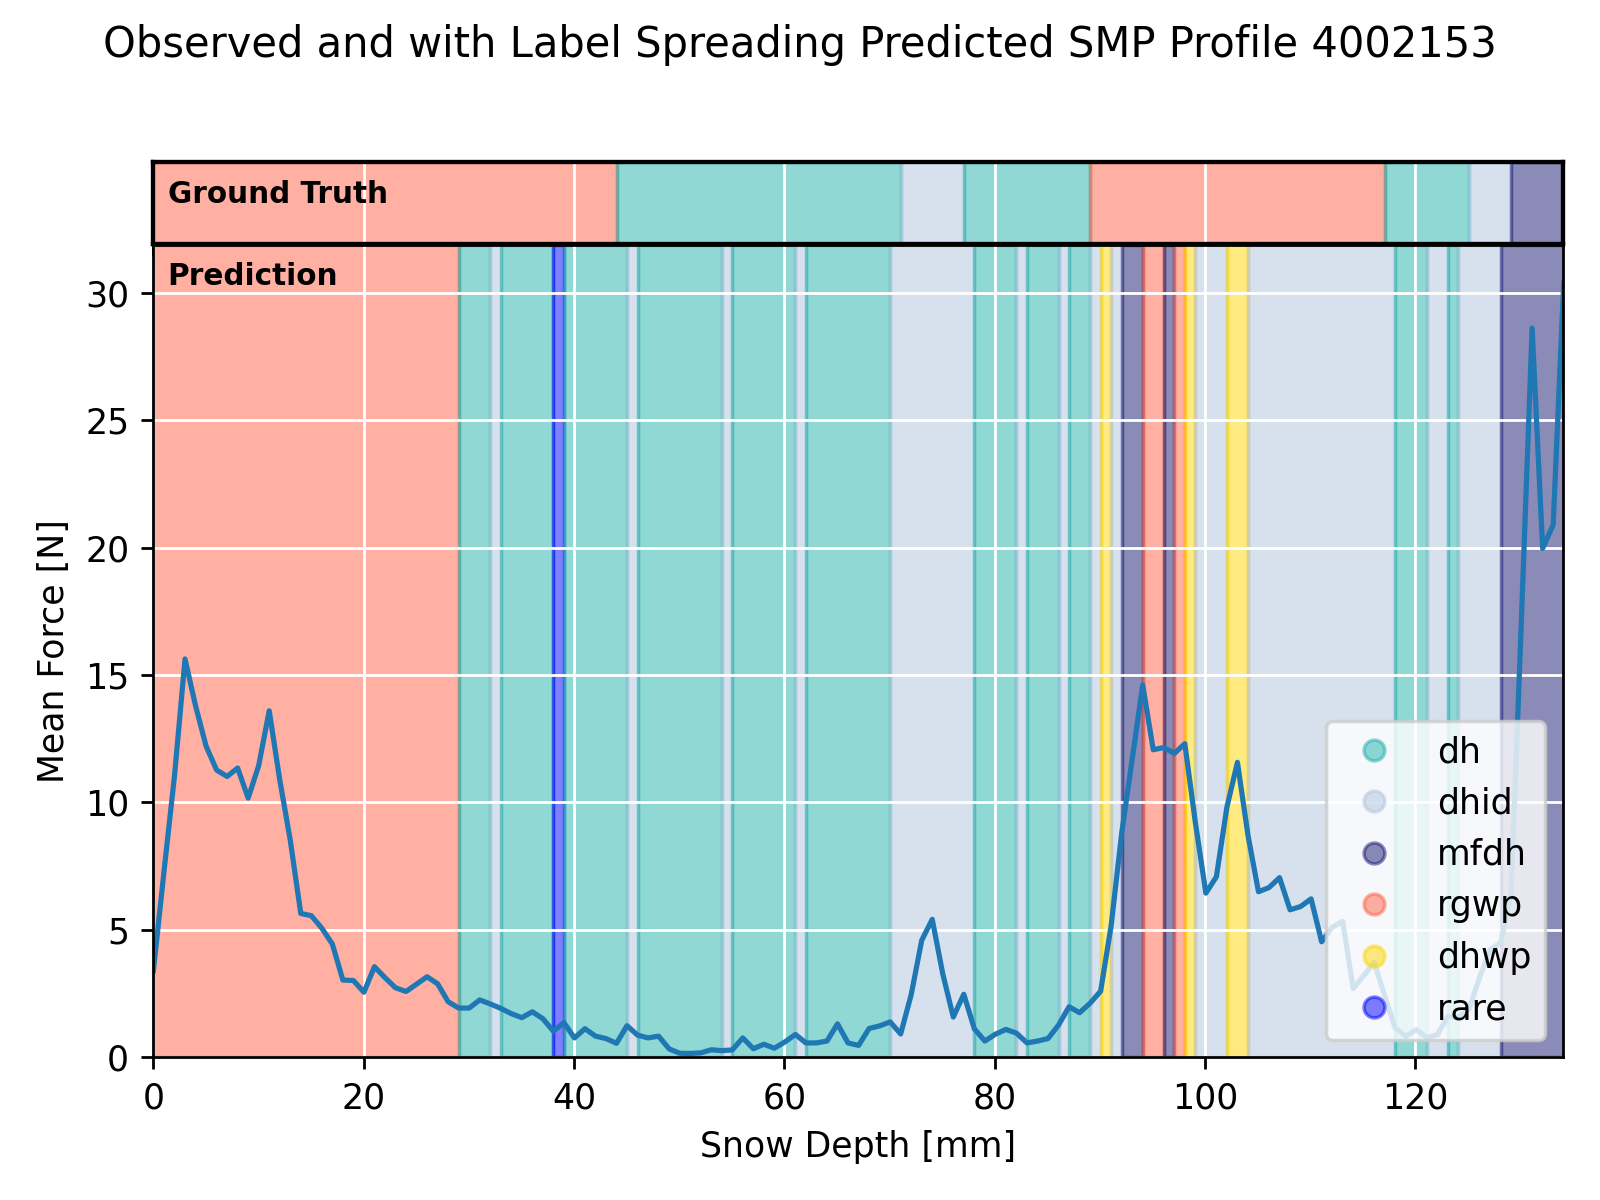 Observed and with Label Spreading Predicted SMP Profile 4002153
Ground Truth
Prediction
30
25
20
15
10
5
0
Mean Force [N]
dh
dhid
mfdh
rgwp
dhwp
rare
0 20 40 60 80 100 120
Snow Depth [mm]